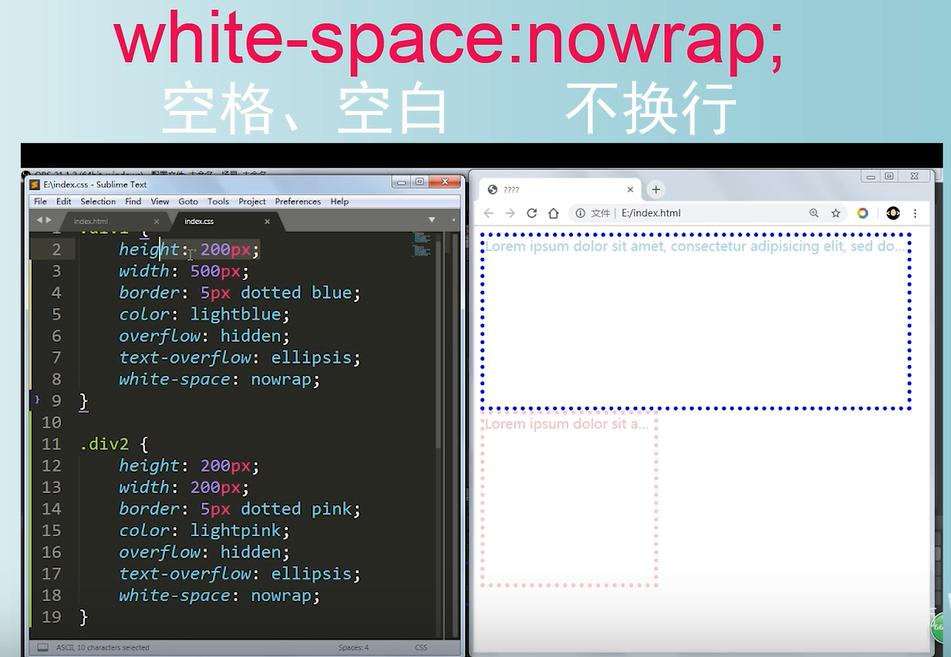 white-space:nowrap;
空格、空白 不换行
E:\index.css - Sublime Text
File Edit Selection Find View Goto Tools Project Preferences Help
index.html index.css
2 height: 200px;
3 width: 500px;
4 border: 5px dotted blue;
5 color: lightblue;
6 overflow: hidden;
7 text-overflow: ellipsis;
8 white-space: nowrap;
9 }
10
11 .div2 {
12 height: 200px;
13 width: 200px;
14 border: 5px dotted pink;
15 color: lightpink;
16 overflow: hidden;
17 text-overflow: ellipsis;
18 white-space: nowrap;
19 }
ASCII, 10 characters selected Spaces: 4 CSS
????
文件 E:/index.html
Lorem ipsum dolor sit amet, consectetur adipisicing elit, sed do...
Lorem ipsum dolor sit a...